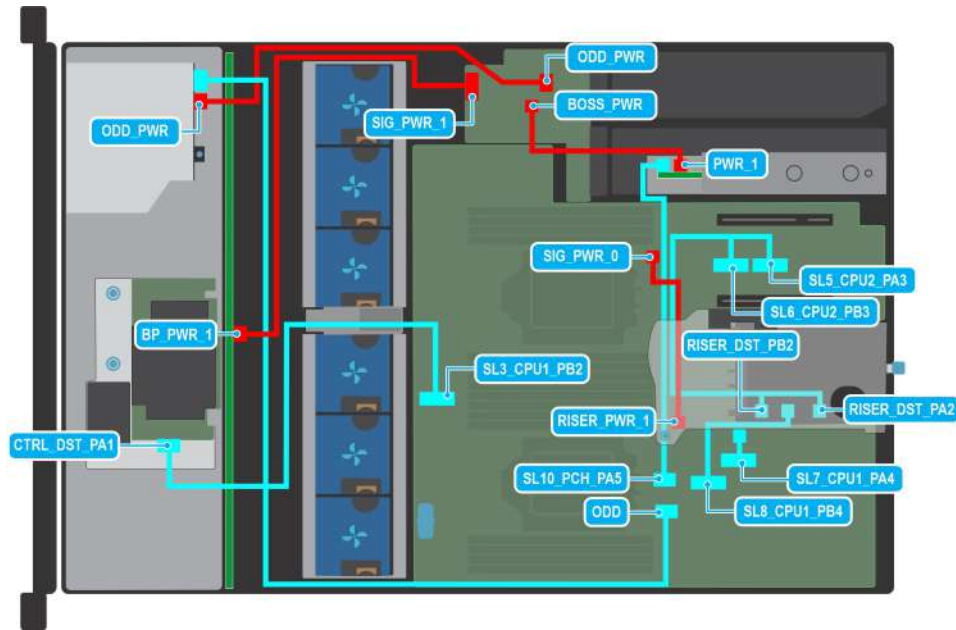 ODD_PWR
ODD_PWR
BOSS_PWR
SIG_PWR_1
PWR_1
SIG_PWR_0
SL5_CPU2_PA3
SL6_CPU2_PB3
BP_PWR_1
RISER_DST_PB2
SL3_CPU1_PB2
RISER_DST_PA2
RISER_PWR_1
CTRL_DST_PA1
SL10_PCH_PA5
SL7_CPU1_PA4
ODD
SL8_CPU1_PB4